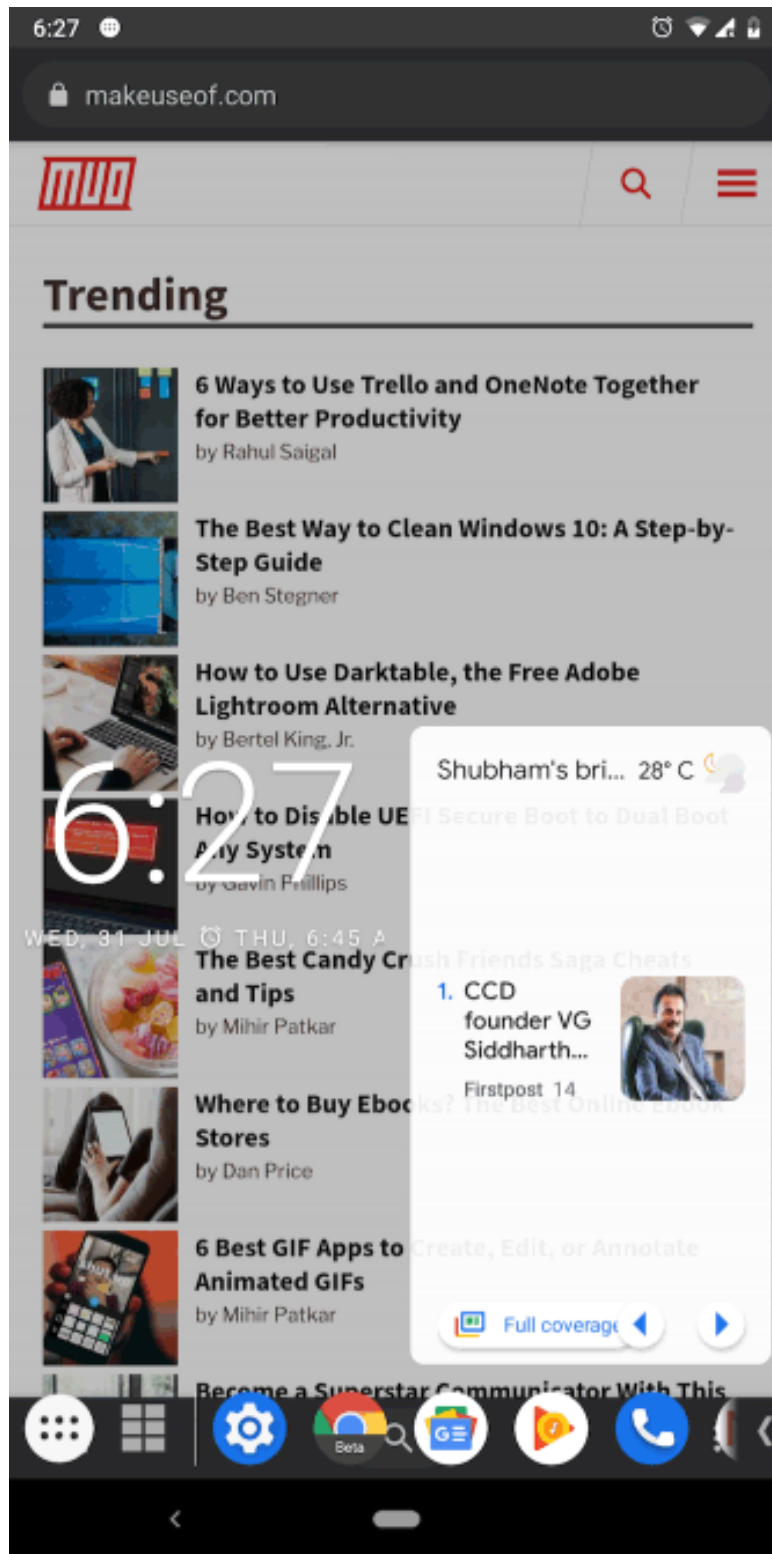 6:27
makeuseof.com
MUO
Trending
6 Ways to Use Trello and OneNote Together
for Better Productivity
by Rahul Saigal
The Best Way to Clean Windows 10: A Step-by-
Step Guide
by Ben Stegner
How to Use Darktable, the Free Adobe
Lightroom Alternative
by Bertel King, Jr.
Shubham's bri... 28° C
6:27
How to Disable UEFI Secure Boot to Dual Boot
Any System
by Gavin Phillips
WED, 31 JUL THU, 6:45 A
The Best Candy Crush Friends Saga Cheats
and Tips
by Mihir Patkar
1. CCD
founder VG
Siddharth...
Firstpost 14
Where to Buy Ebooks? The Best Online Ebook
Stores
by Dan Price
6 Best GIF Apps to Create, Edit, or Annotate
Animated GIFs
by Mihir Patkar
Full coverage
Become a Superstar Communicator With This
Beta
GE